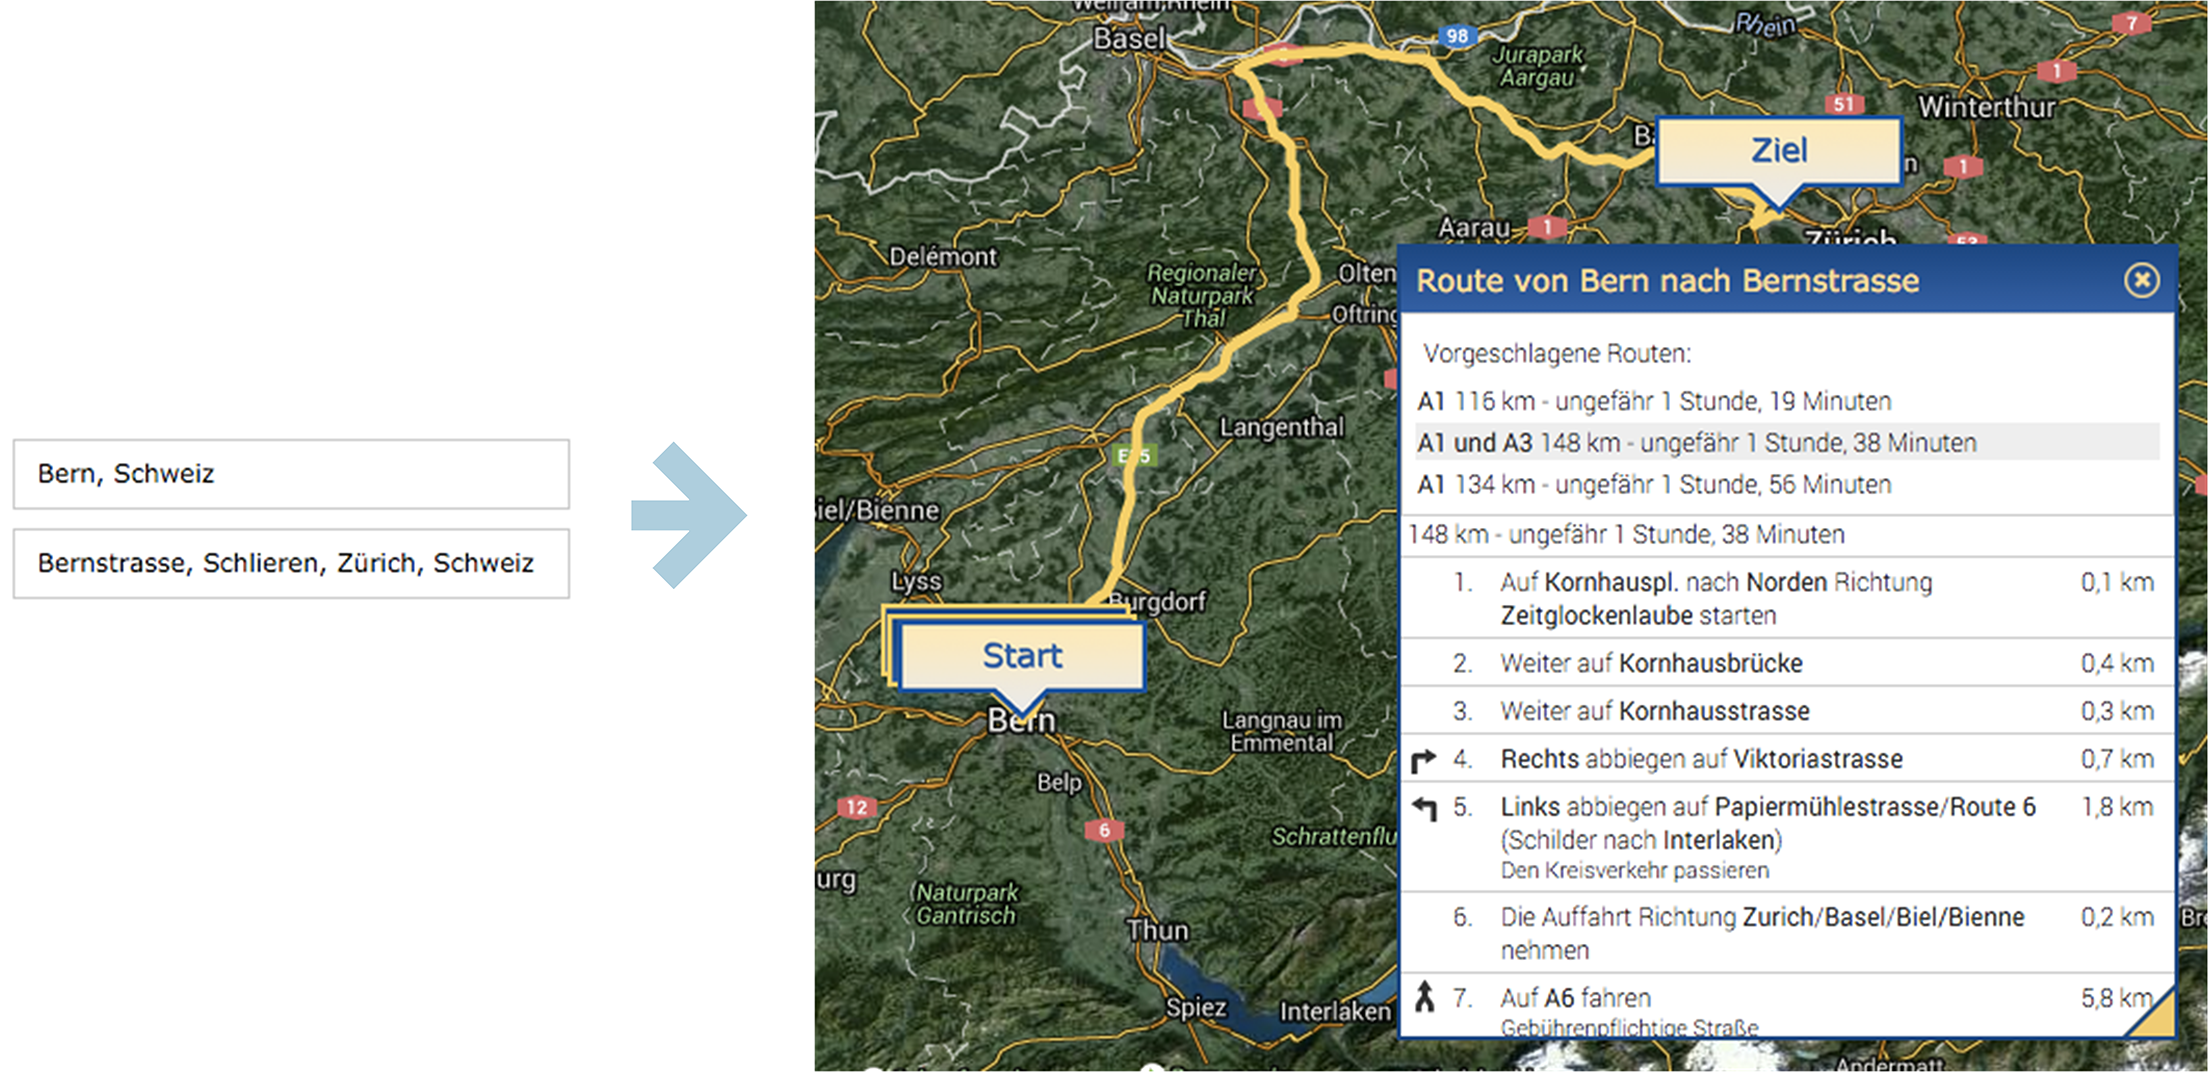 Bern, Schweiz
Bernstrasse, Schlieren, Zürich, Schweiz
Basel
98
Rhein
7
Jurapark
Aargau
1
51
Winterthur
Ziel
1
Aarau
1
Zürich
53
Delémont
Regionaler
Naturpark
Thal
Olten
Oftring
Langenthal
iel/Bienne
Lyss
Burgdorf
Start
Bern
Langnau im
Emmental
Belp
12
6
Schrattenflu
urg
Naturpark
Gantrisch
Thun
Spiez
Interlaken
Andermatt
Br
Route von Bern nach Bernstrasse
Vorgeschlagene Routen:
A1 116 km - ungefähr 1 Stunde, 19 Minuten
A1 und A3 148 km - ungefähr 1 Stunde, 38 Minuten
A1 134 km - ungefähr 1 Stunde, 56 Minuten
148 km - ungefähr 1 Stunde, 38 Minuten
1. Auf Kornhauspl. nach Norden Richtung 0,1 km
Zeitglockenlaube starten
2. Weiter auf Kornhausbrücke 0,4 km
3. Weiter auf Kornhausstrasse 0,3 km
4. Rechts abbiegen auf Viktoriastrasse 0,7 km
5. Links abbiegen auf Papiermühlestrasse/Route 6 1,8 km
(Schilder nach Interlaken)
Den Kreisverkehr passieren
6. Die Auffahrt Richtung Zurich/Basel/Biel/Bienne 0,2 km
nehmen
7. Auf A6 fahren 5,8 km
Gebührenpflichtige Straße